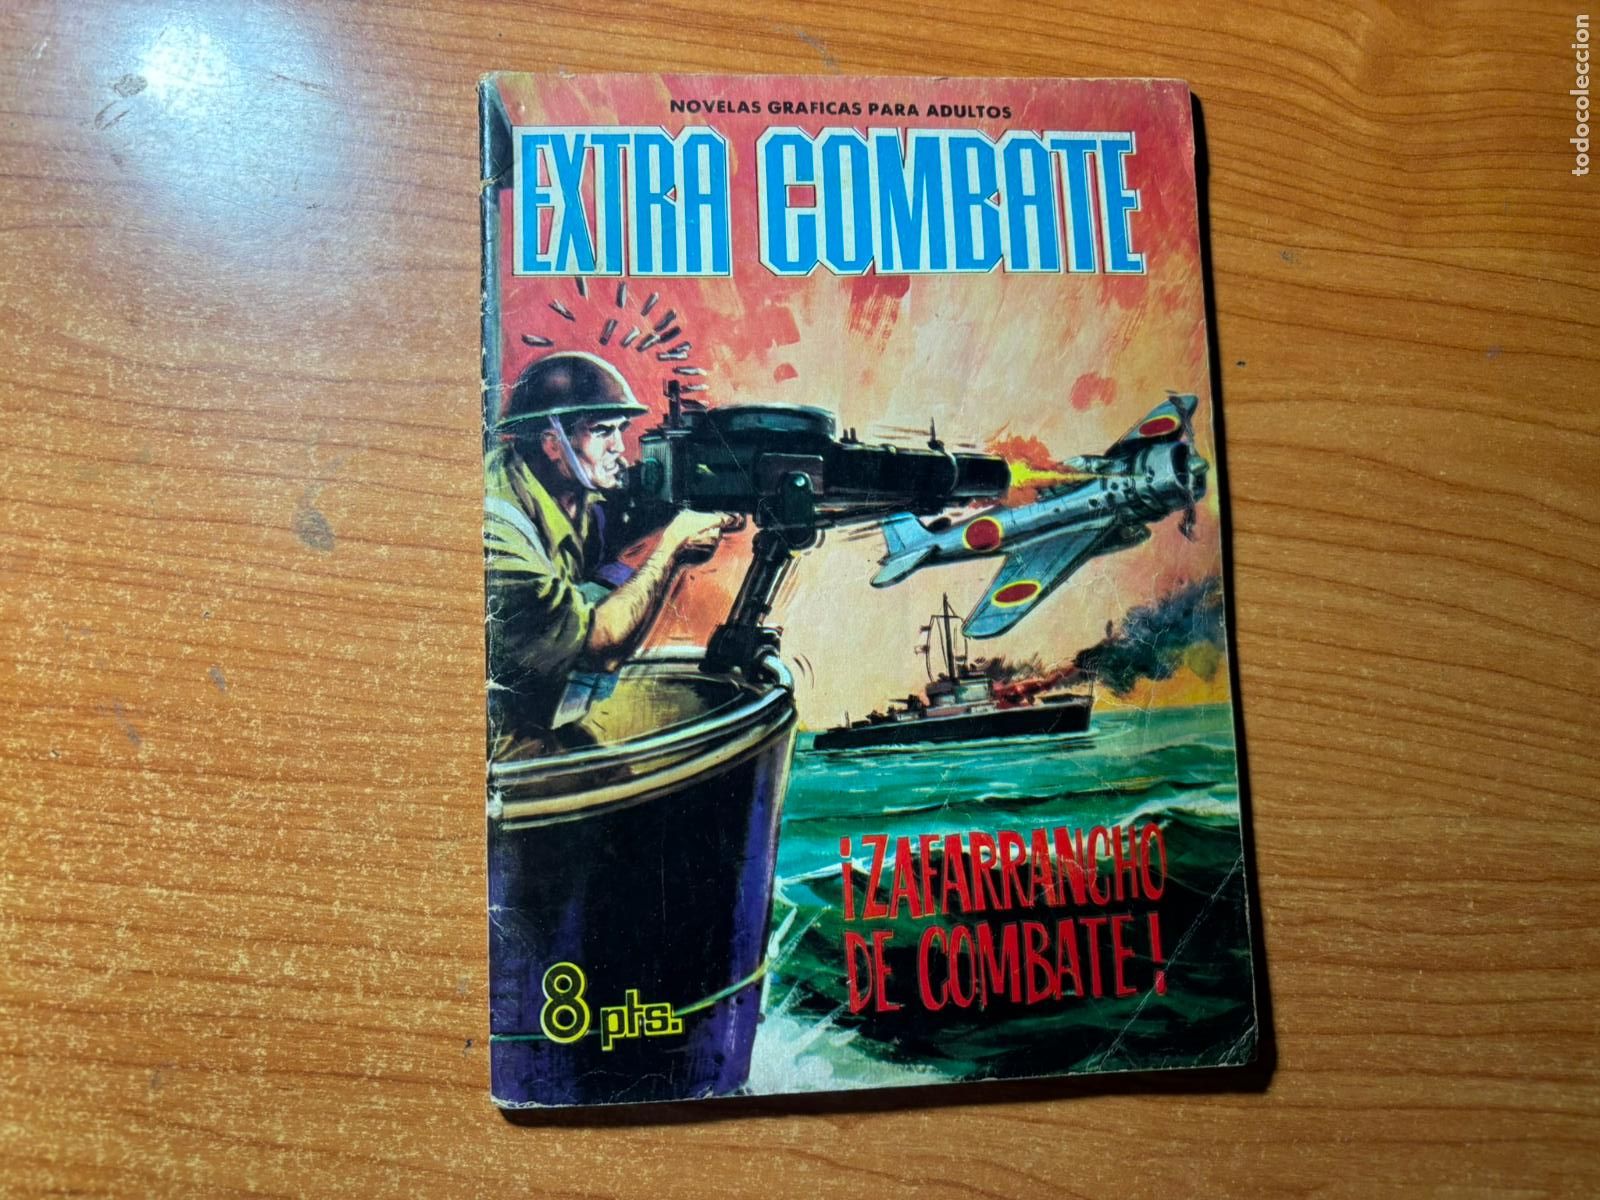 NOVELAS GRAFICAS PARA ADULTOS
EXTRA COMBATE
¡ZAFARRANCHO
DE COMBATE!
8 pts.
todocoleccion